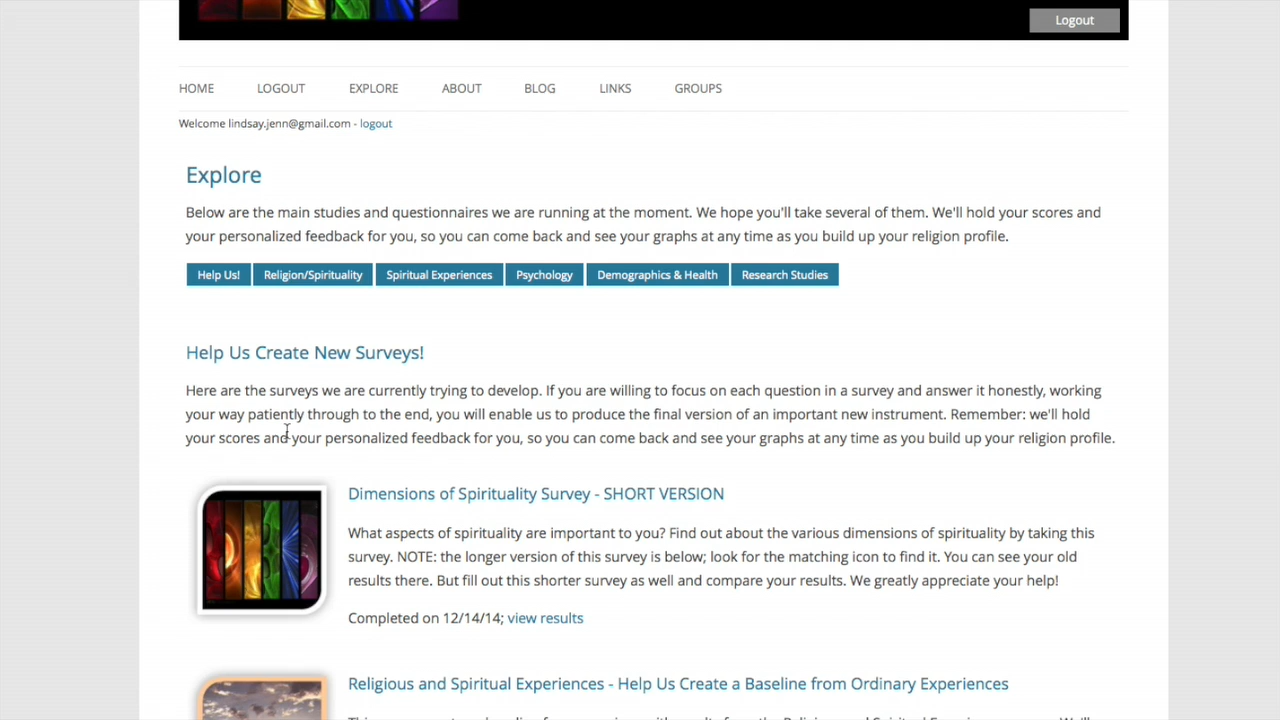 Logout
HOME LOGOUT EXPLORE ABOUT BLOG LINKS GROUPS
Welcome lindsay.jenn@gmail.com - logout
Explore
Below are the main studies and questionnaires we are running at the moment. We hope you'll take several of them. We'll hold your scores and
your personalized feedback for you, so you can come back and see your graphs at any time as you build up your religion profile.
Help Us! Religion/Spirituality Spiritual Experiences Psychology Demographics & Health Research Studies
Help Us Create New Surveys!
Here are the surveys we are currently trying to develop. If you are willing to focus on each question in a survey and answer it honestly, working
your way patiently through to the end, you will enable us to produce the final version of an important new instrument. Remember: we'll hold
your scores and your personalized feedback for you, so you can come back and see your graphs at any time as you build up your religion profile.
Dimensions of Spirituality Survey - SHORT VERSION
What aspects of spirituality are important to you? Find out about the various dimensions of spirituality by taking this
survey. NOTE: the longer version of this survey is below; look for the matching icon to find it. You can see your old
results there. But fill out this shorter survey as well and compare your results. We greatly appreciate your help!
Completed on 12/14/14; view results
Religious and Spiritual Experiences - Help Us Create a Baseline from Ordinary Experiences